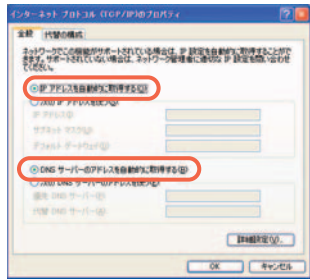 インターネット プロトコル (TCP/IP)のプロパティ
全般 代替の構成
ネットワークでこの機能がサポートされている場合は、IP 設定を自動的に取得することがで
きます。サポートされていない場合は、ネットワーク管理者に適切な IP 設定を問い合わせ
てください。
IP アドレスを自動的に取得する(O)
次の IP アドレスを使う(S)
IP アドレス(I)
サブネット マスク(U)
デフォルト ゲートウェイ(D)
DNS サーバーのアドレスを自動的に取得する(B)
次の DNS サーバーのアドレスを使う(E)
優先 DNS サーバー(P)
代替 DNS サーバー(A)
詳細設定(V)...
OK キャンセル